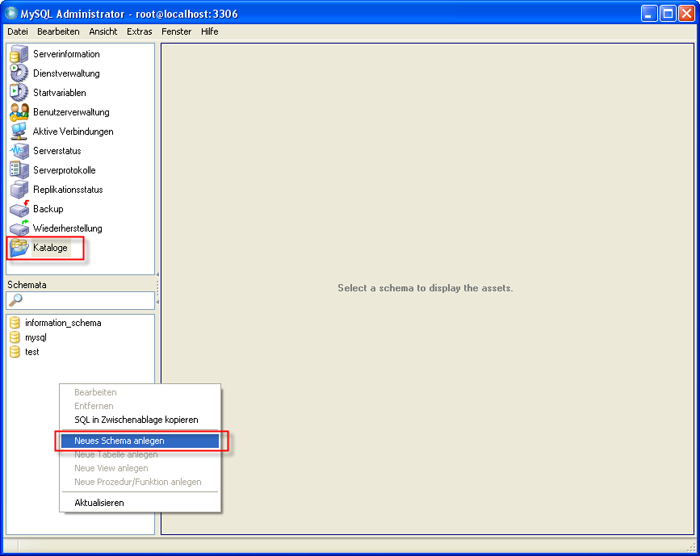 MySQL Administrator - root@localhost:3306
Datei Bearbeiten Ansicht Extras Fenster Hilfe
Serverinformation
Dienstverwaltung
Startvariablen
Benutzerverwaltung
Aktive Verbindungen
Serverstatus
Serverprotokolle
Replikationsstatus
Backup
Wiederherstellung
Kataloge
Schemata
information_schema
mysql
test
Select a schema to display the assets.
Bearbeiten
Entfernen
SQL in Zwischenablage kopieren
Neues Schema anlegen
Neue Tabelle anlegen
Neue View anlegen
Neue Prozedur/Funktion anlegen
Aktualisieren